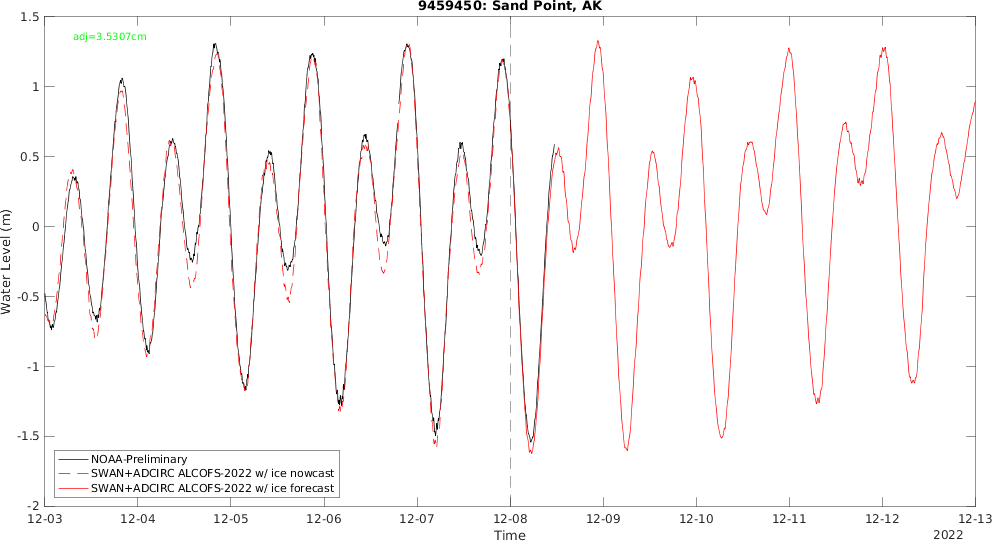 9459450: Sand Point, AK
adj=3.5307cm
1.5
1
0.5
0
-0.5
-1
-1.5
-2
Water Level (m)
NOAA-Preliminary
SWAN+ADCIRC ALCOFS-2022 w/ ice nowcast
SWAN+ADCIRC ALCOFS-2022 w/ ice forecast
12-03 12-04 12-05 12-06 12-07 12-08 12-09 12-10 12-11 12-12 12-13
Time
2022